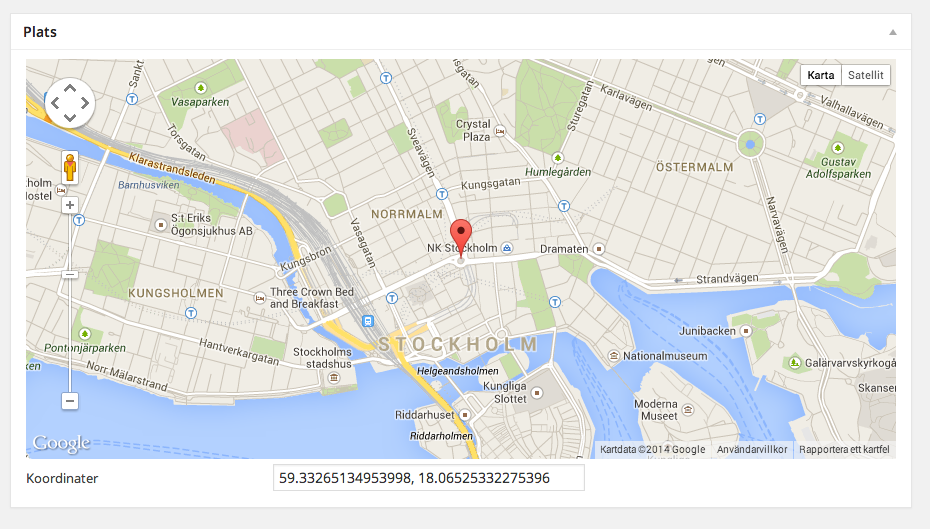 Plats
Sankt
Karta
Satellit
Vasaparken
Torsgatan
Sveavägen
Crystal
Plaza
Sturegatan
Karlavägen
Valhallavägen
Humlegården
ÖSTERMALM
Gustav
Adolfsparken
Klarastrandsleden
Barnhusviken
Kungsgatan
Narvavägen
S:t Eriks
Ögonsjukhus AB
NORRMALM
Vasagatan
NK Stockholm
Dramaten
Kungsbron
Strandvägen
KUNGSHOLMEN
Three Crown Bed
and Breakfast
Junibacken
Pontonjärparken
Hantverkargatan
STOCKHOLM
Stockholms
stadshus
Nationalmuseum
Galärvarvskyrkogå
Norr Mälarstrand
Helgeandsholmen
Kungliga
Slottet
Skansen
Moderna
Museet
Riddarhuset
Riddarholmen
Google
Kartdata ©2014 Google
Användarvillkor
Rapportera ett kartfel
Koordinater
59.33265134953998, 18.06525332275396